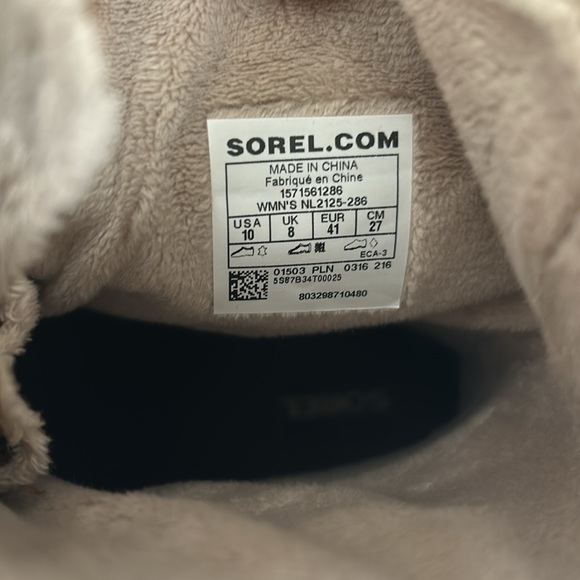 SOREL.COM
MADE IN CHINA
Fabriqué en Chine
1571561286
WMN'S NL2125-286
USA UK EUR CM
10 8 41 27
ECA-3
01503 PLN 0316 216
5S87B34T00025
803298710480
SOREL